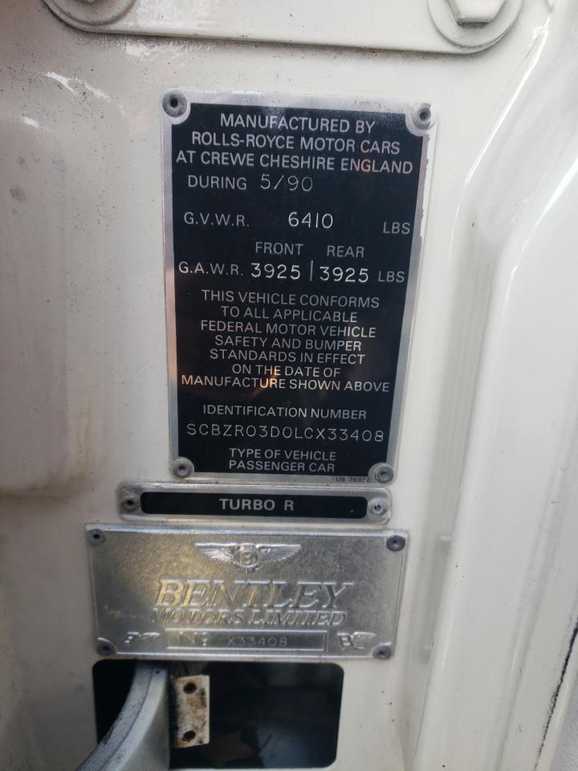 MANUFACTURED BY
ROLLS-ROYCE MOTOR CARS
AT CREWE CHESHIRE ENGLAND
DURING 5/90
G.V.W.R. 6410 LBS
FRONT REAR
G.A.W.R. 3925 | 3925 LBS
THIS VEHICLE CONFORMS
TO ALL APPLICABLE
FEDERAL MOTOR VEHICLE
SAFETY AND BUMPER
STANDARDS IN EFFECT
ON THE DATE OF
MANUFACTURE SHOWN ABOVE
IDENTIFICATION NUMBER
SCBZR03D0LCX33408
TYPE OF VEHICLE
PASSENGER CAR
TURBO R
B
BENTLEY
MOTORS LIMITED
X33408